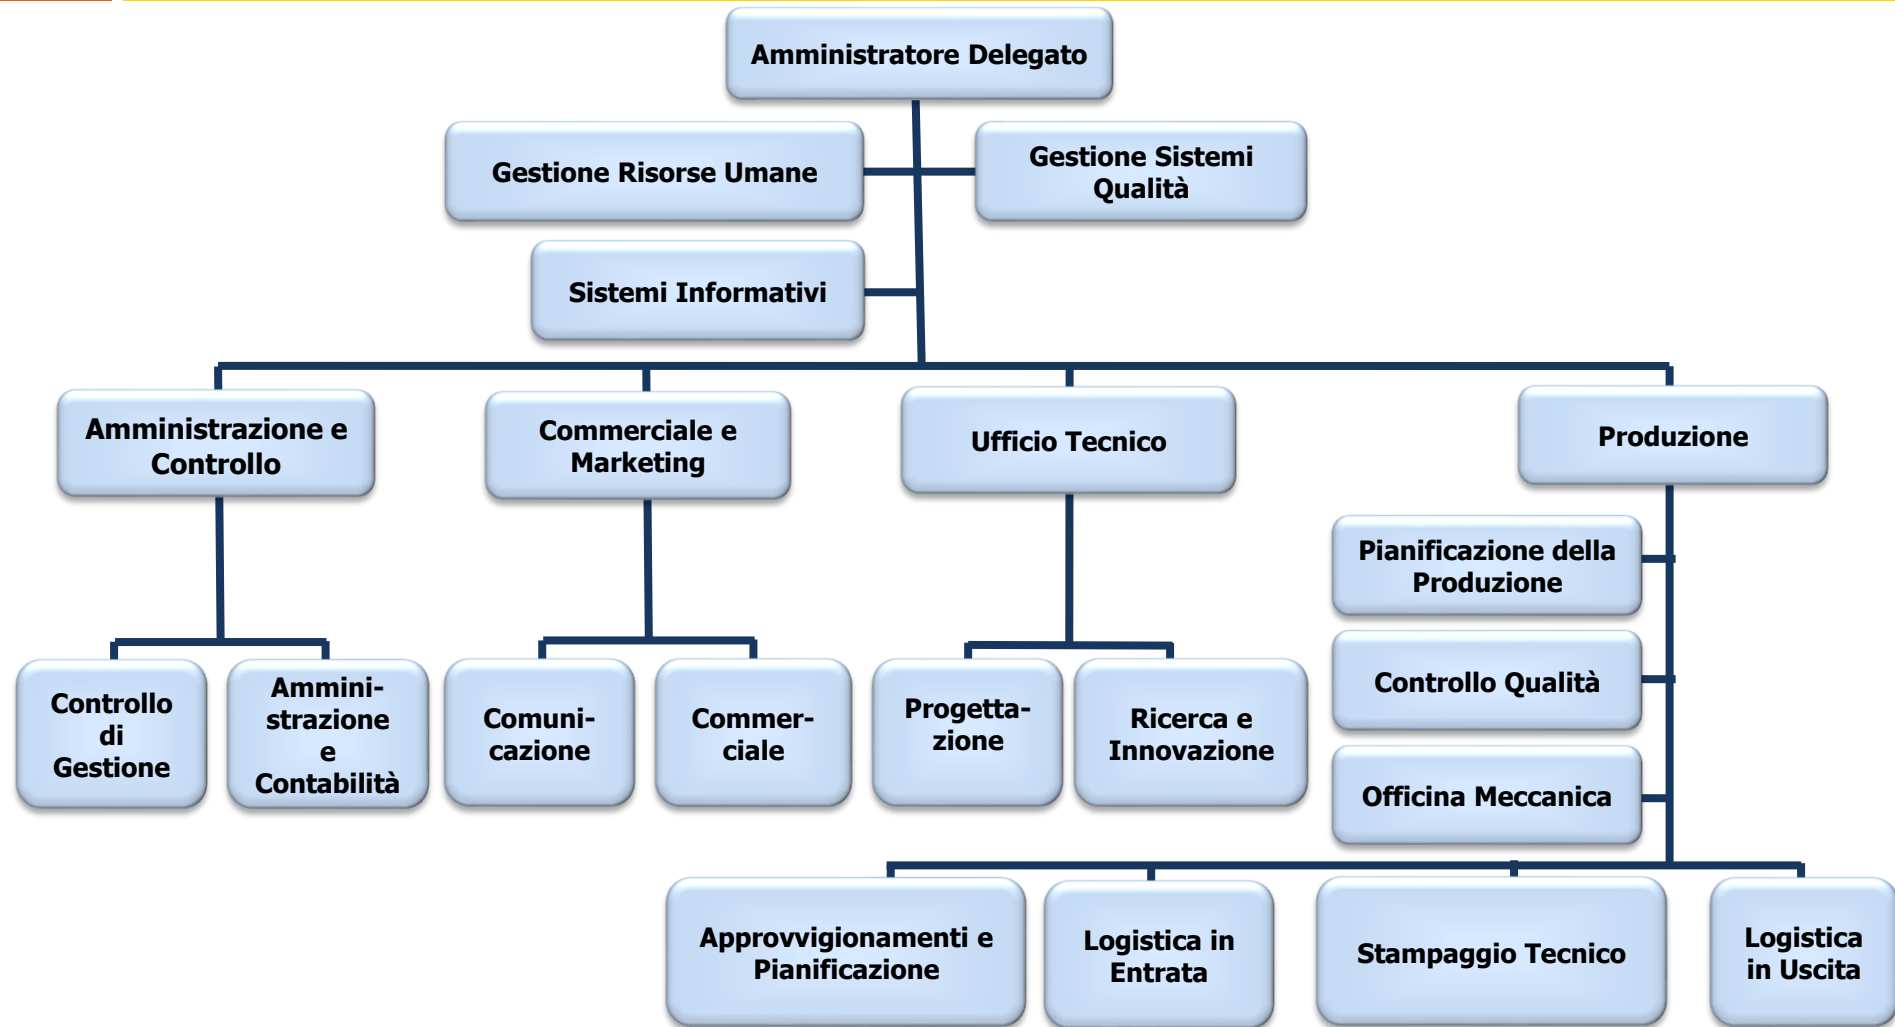 Amministratore Delegato
Gestione Risorse Umane
Gestione Sistemi
Qualità
Sistemi Informativi
Amministrazione e
Controllo
Commerciale e
Marketing
Ufficio Tecnico
Produzione
Pianificazione della
Produzione
Controllo Qualità
Officina Meccanica
Controllo
di
Gestione
Ammini-
strazione
e
Contabilità
Comuni-
cazione
Commer-
ciale
Progetta-
zione
Ricerca e
Innovazione
Approvvigionamenti e
Pianificazione
Logistica in
Entrata
Stampaggio Tecnico
Logistica
in Uscita